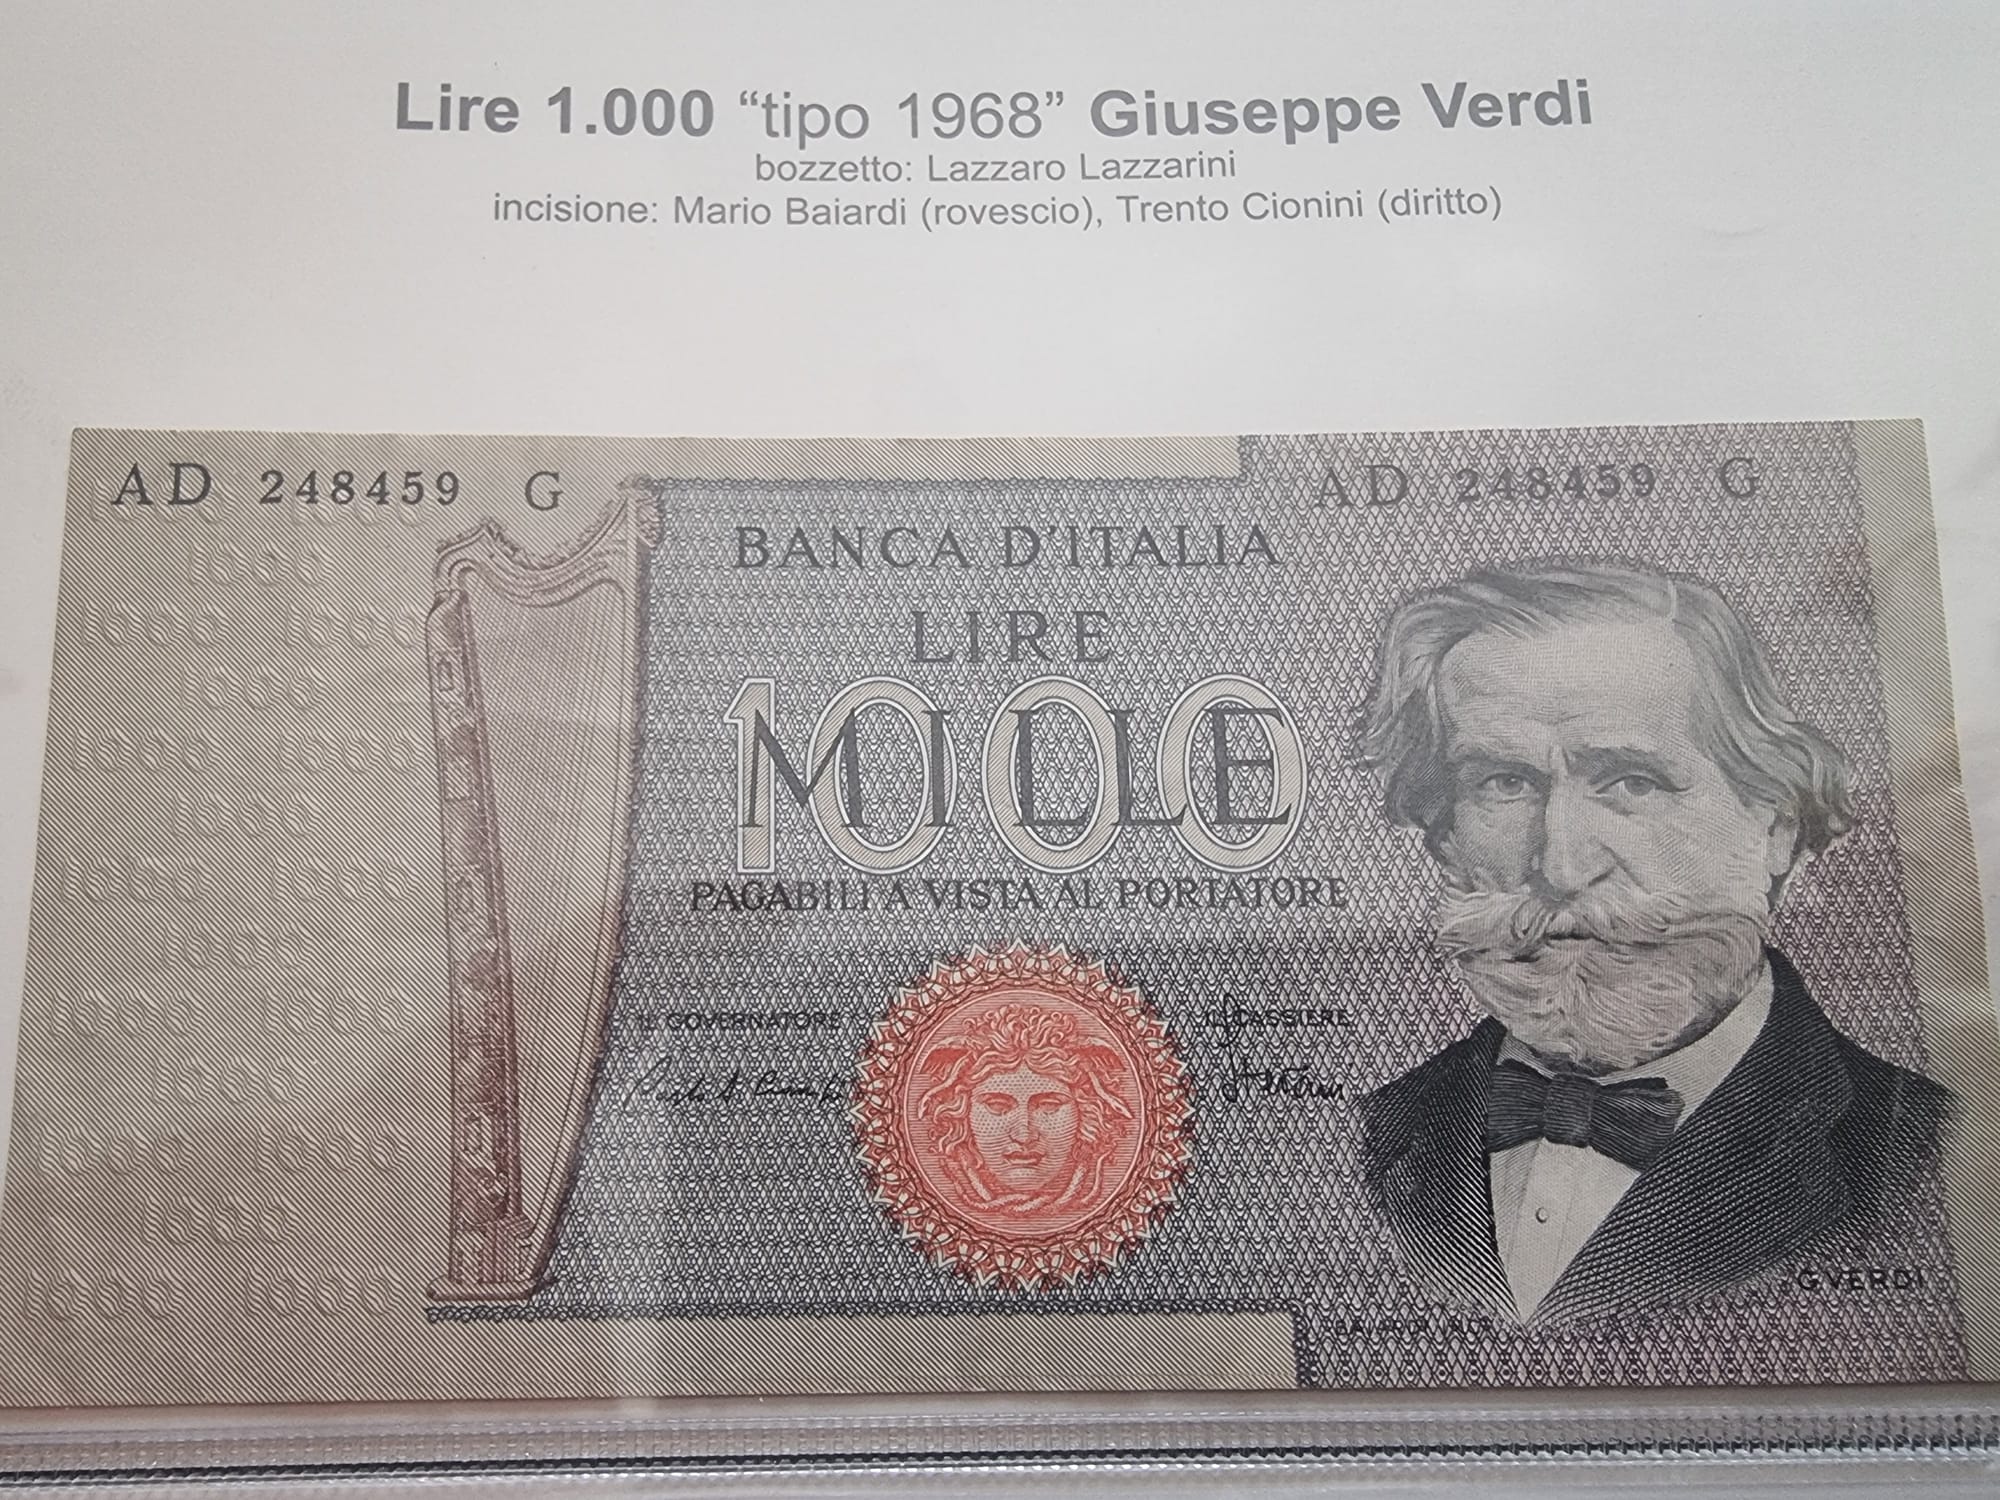 Lire 1.000 “tipo 1968” Giuseppe Verdi
bozzetto: Lazzaro Lazzarini
incisione: Mario Baiardi (rovescio), Trento Cionini (diritto)
AD 248459 G
AD 248459 G
BANCA D'ITALIA
LIRE
1000
MILLE
PAGABILI A VISTA AL PORTATORE
IL GOVERNATORE
IL CASSIERE
G. VERDI